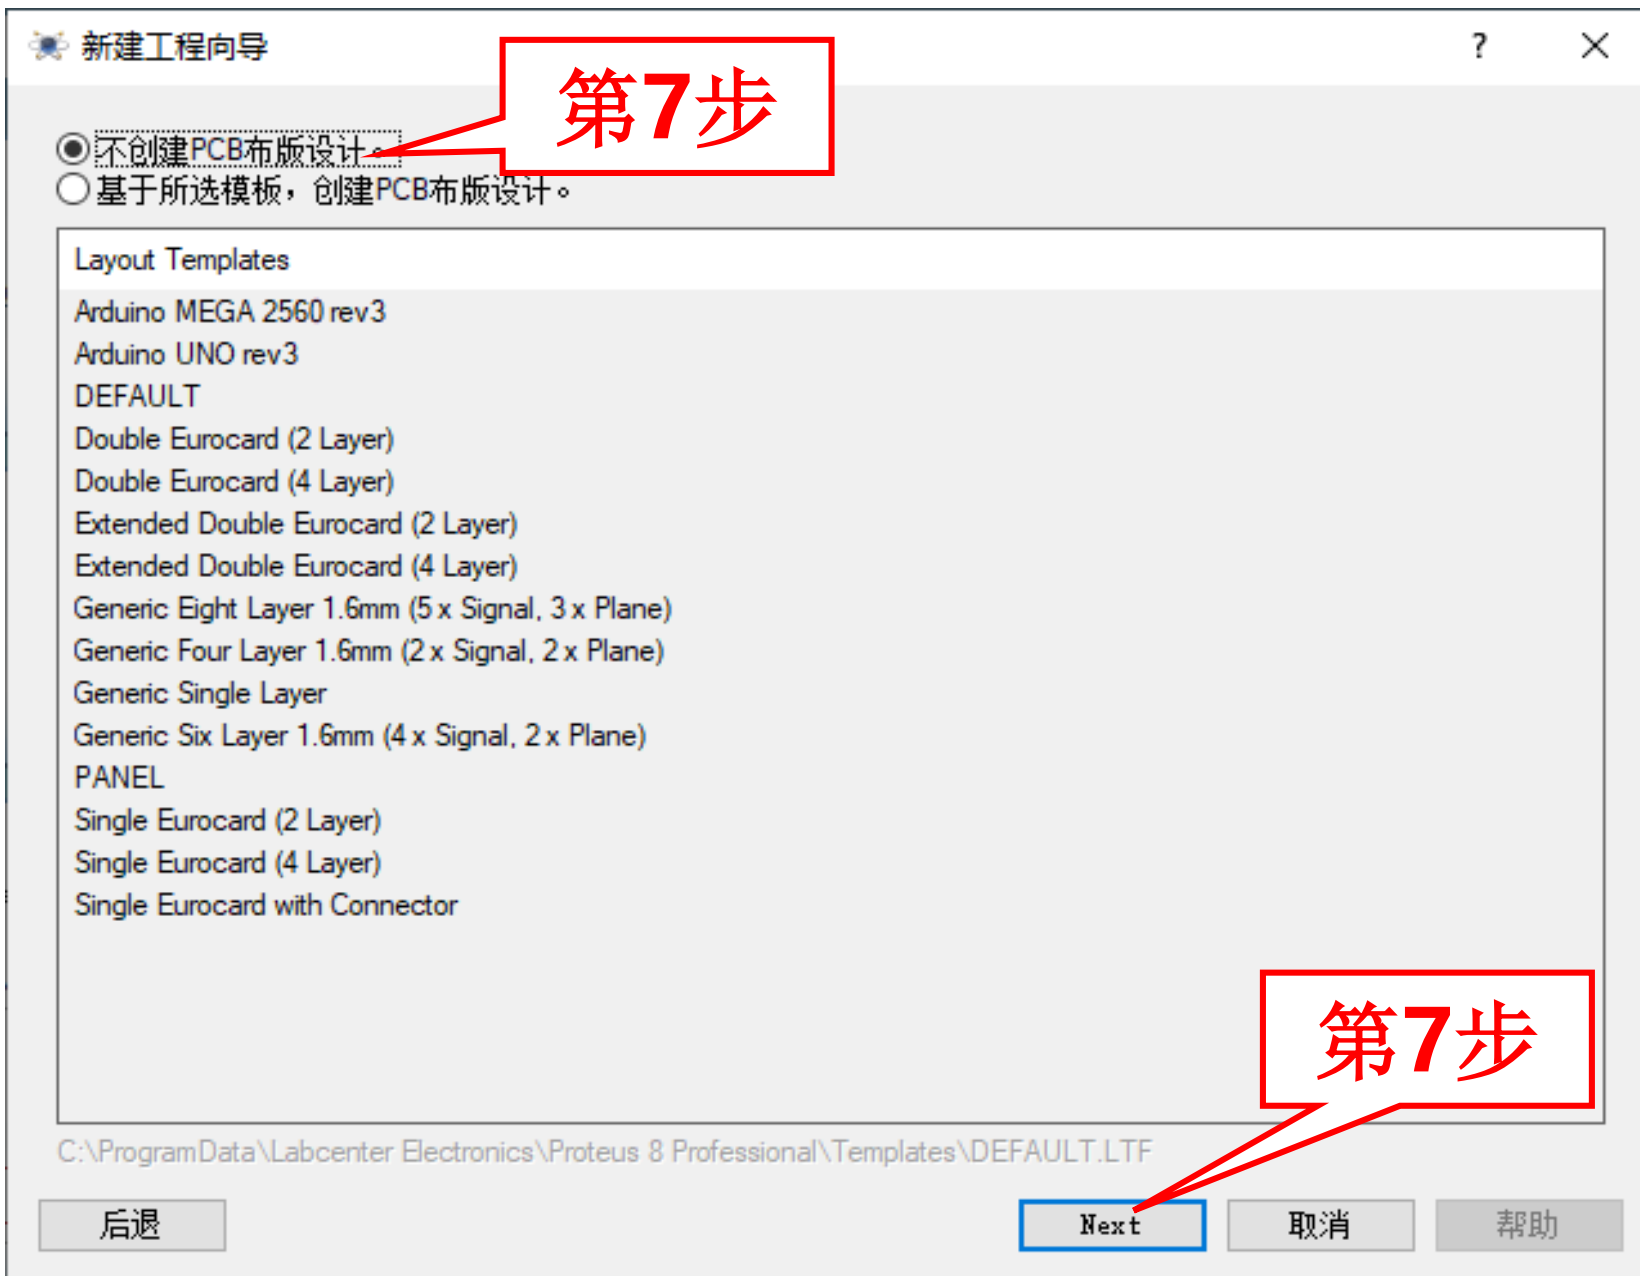 新建工程向导
?
第7步
不创建PCB布版设计。
基于所选模板，创建PCB布版设计。
Layout Templates
Arduino MEGA 2560 rev3
Arduino UNO rev3
DEFAULT
Double Eurocard (2 Layer)
Double Eurocard (4 Layer)
Extended Double Eurocard (2 Layer)
Extended Double Eurocard (4 Layer)
Generic Eight Layer 1.6mm (5 x Signal, 3 x Plane)
Generic Four Layer 1.6mm (2 x Signal, 2 x Plane)
Generic Single Layer
Generic Six Layer 1.6mm (4 x Signal, 2 x Plane)
PANEL
Single Eurocard (2 Layer)
Single Eurocard (4 Layer)
Single Eurocard with Connector
第7步
C:\ProgramData\Labcenter Electronics\Proteus 8 Professional\Templates\DEFAULT.LTF
后退
Next
取消
帮助